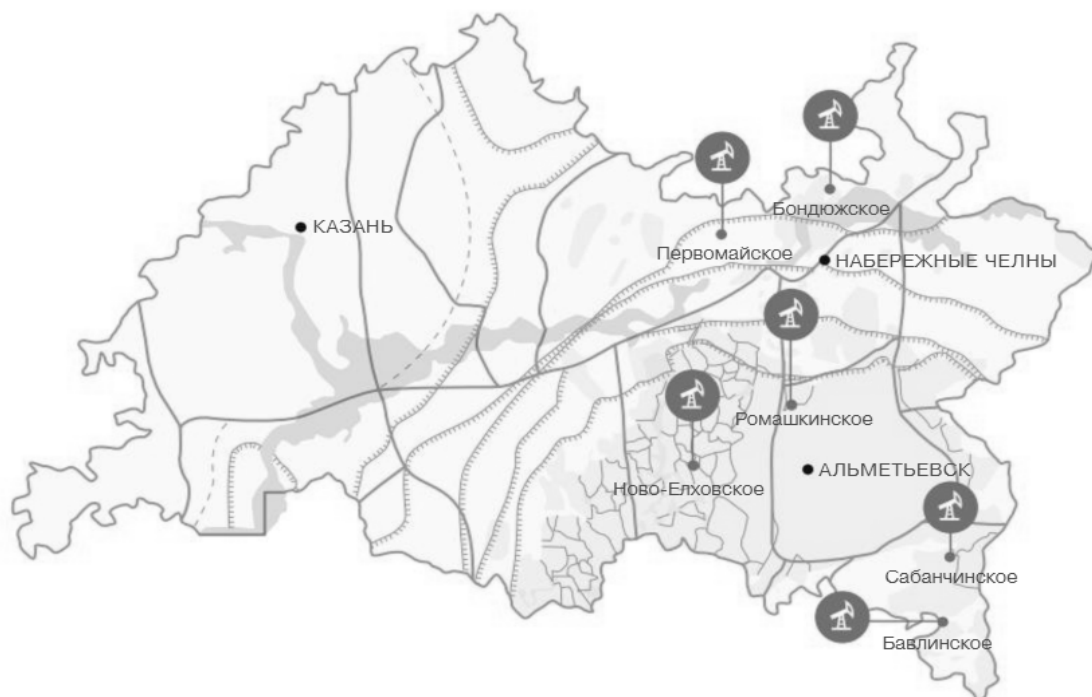 Бондюжское
КАЗАНЬ
Первомайское
НАБЕРЕЖНЫЕ ЧЕЛНЫ
Ромашкинское
АЛЬМЕТЬЕВСК
Ново-Елховское
Сабанчинское
Бавлинское